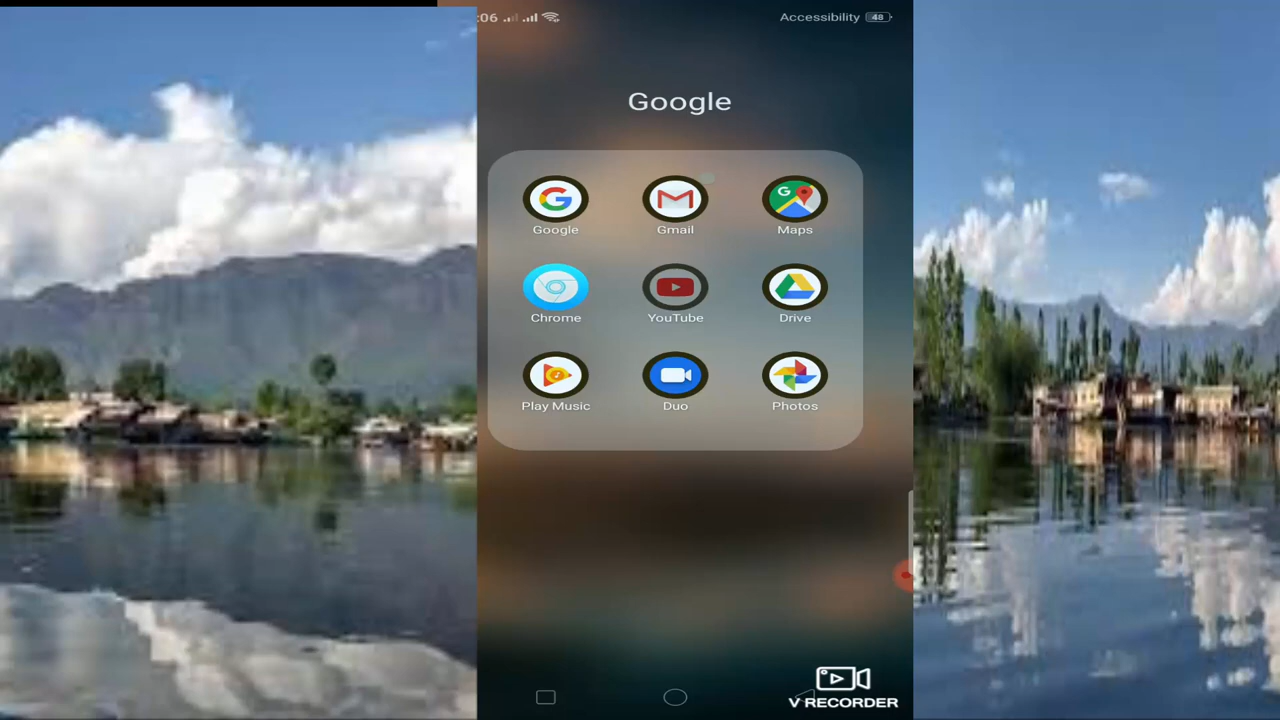 :06 Accessibility 48
Google
Google Gmail Maps
Chrome YouTube Drive
Play Music Duo Photos
V RECORDER